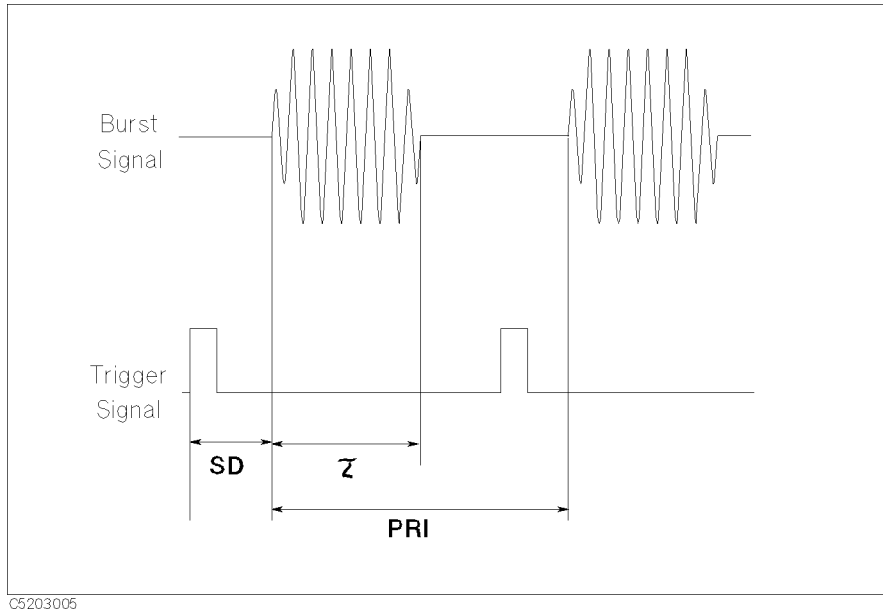 Burst
Signal
Trigger
Signal
SD
τ
PRI
C5203005